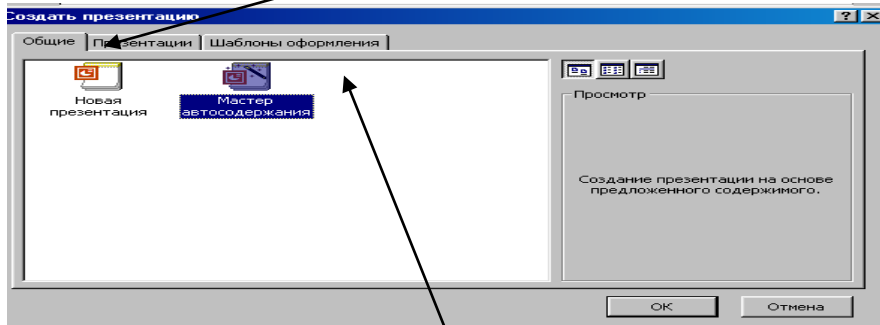 Создать презентацию
Общие Презентации Шаблоны оформления
Новая презентация
Мастер автосодержания
Просмотр
Создание презентации на основе
предложенного содержимого.
OK Отмена